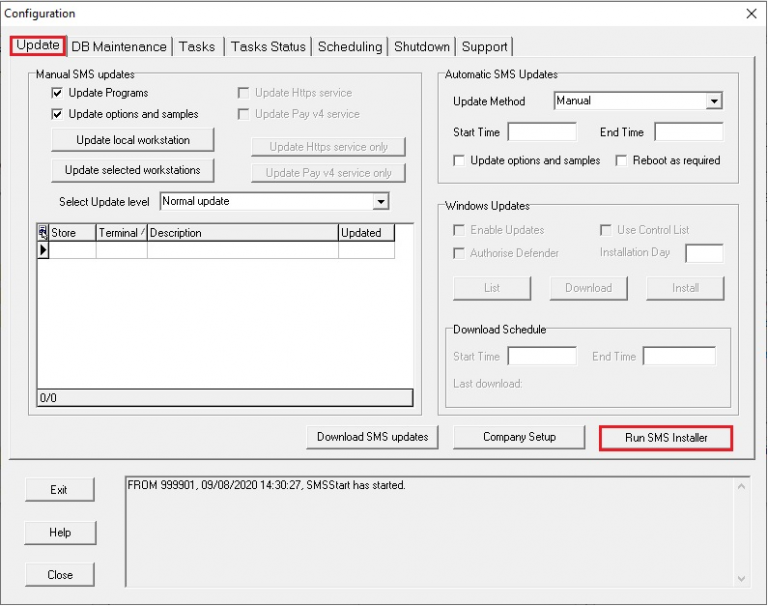 Configuration
Update DB Maintenance Tasks Tasks Status Scheduling Shutdown Support
Manual SMS updates
Update Programs
Update Https service
Update options and samples
Update Pay v4 service
Update local workstation
Update Https service only
Update selected workstations
Update Pay v4 service only
Select Update level Normal update
Store Terminal / Description Updated
0/0
Automatic SMS Updates
Update Method Manual
Start Time End Time
Update options and samples Reboot as required
Windows Updates
Enable Updates Use Control List
Authorise Defender Installation Day
List Download Install
Download Schedule
Start Time End Time
Last download:
Download SMS updates Company Setup Run SMS Installer
Exit
Help
Close
FROM 999901, 09/08/2020 14:30:27, SMSStart has started.